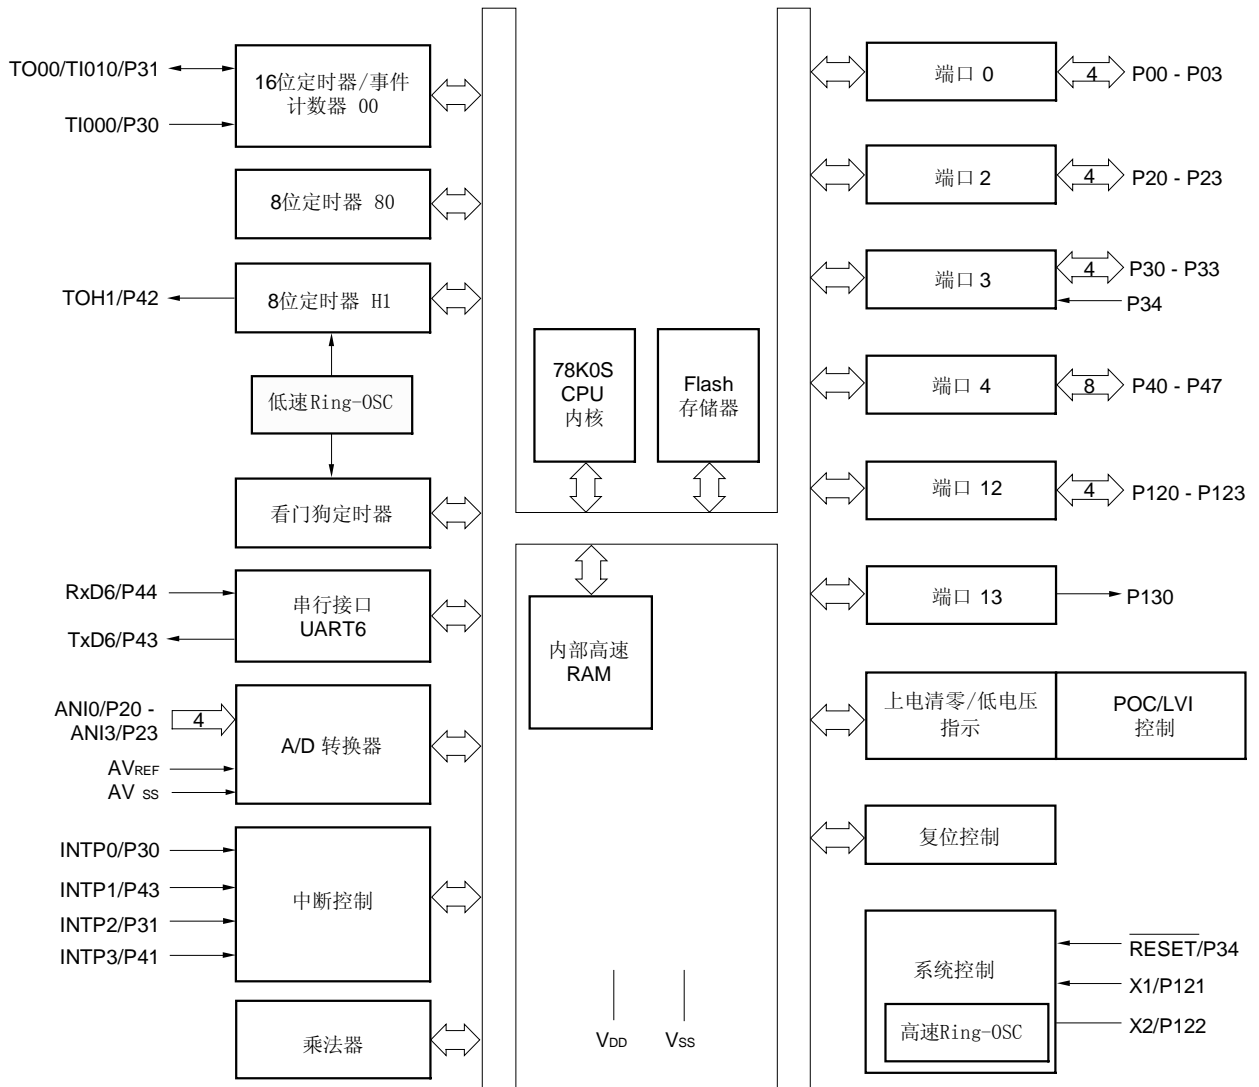 TO00/TI010/P31
TI000/P30
16位定时器/事件
计数器 00
8位定时器 80
TOH1/P42
8位定时器 H1
低速Ring-OSC
看门狗定时器
RxD6/P44
TxD6/P43
串行接口
UART6
ANI0/P20 -
ANI3/P23
4
AVREF
AV SS
A/D 转换器
INTP0/P30
INTP1/P43
INTP2/P31
INTP3/P41
中断控制
乘法器
78K0S
CPU
内核
Flash
存储器
内部高速
RAM
VDD
VSS
端口 0
4
P00 - P03
端口 2
4
P20 - P23
端口 3
4
P30 - P33
P34
端口 4
8
P40 - P47
端口 12
4
P120 - P123
端口 13
P130
上电清零/低电压
指示
POC/LVI
控制
复位控制
系统控制
高速Ring-OSC
RESET/P34
X1/P121
X2/P122